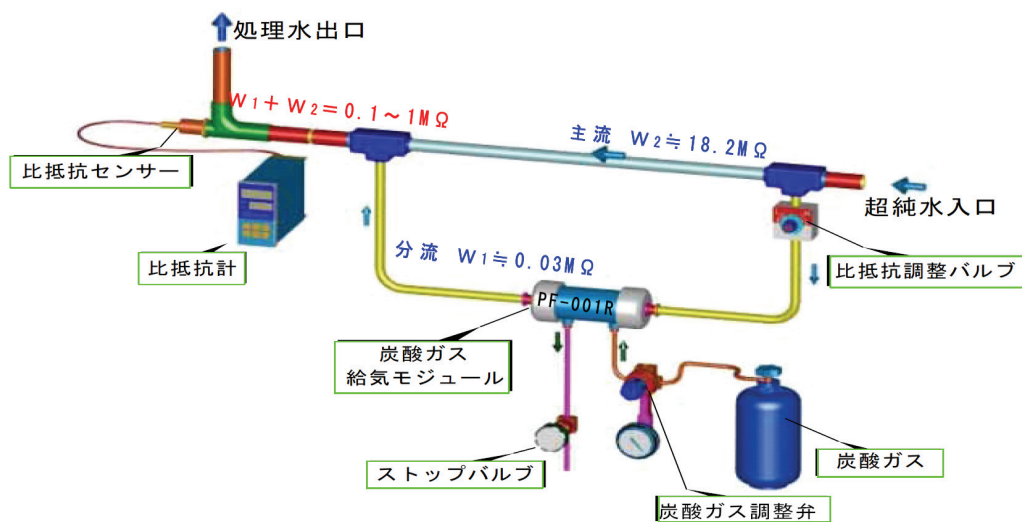 処理水出口
W₁+W₂=0.1~1MΩ
主流 W₂≒18.2MΩ
比抵抗センサー
超純水入口
比抵抗計
分流 W₁≒0.03MΩ
比抵抗調整バルブ
PF-001R
炭酸ガス
給気モジュール
ストップバルブ
炭酸ガス
炭酸ガス調整弁